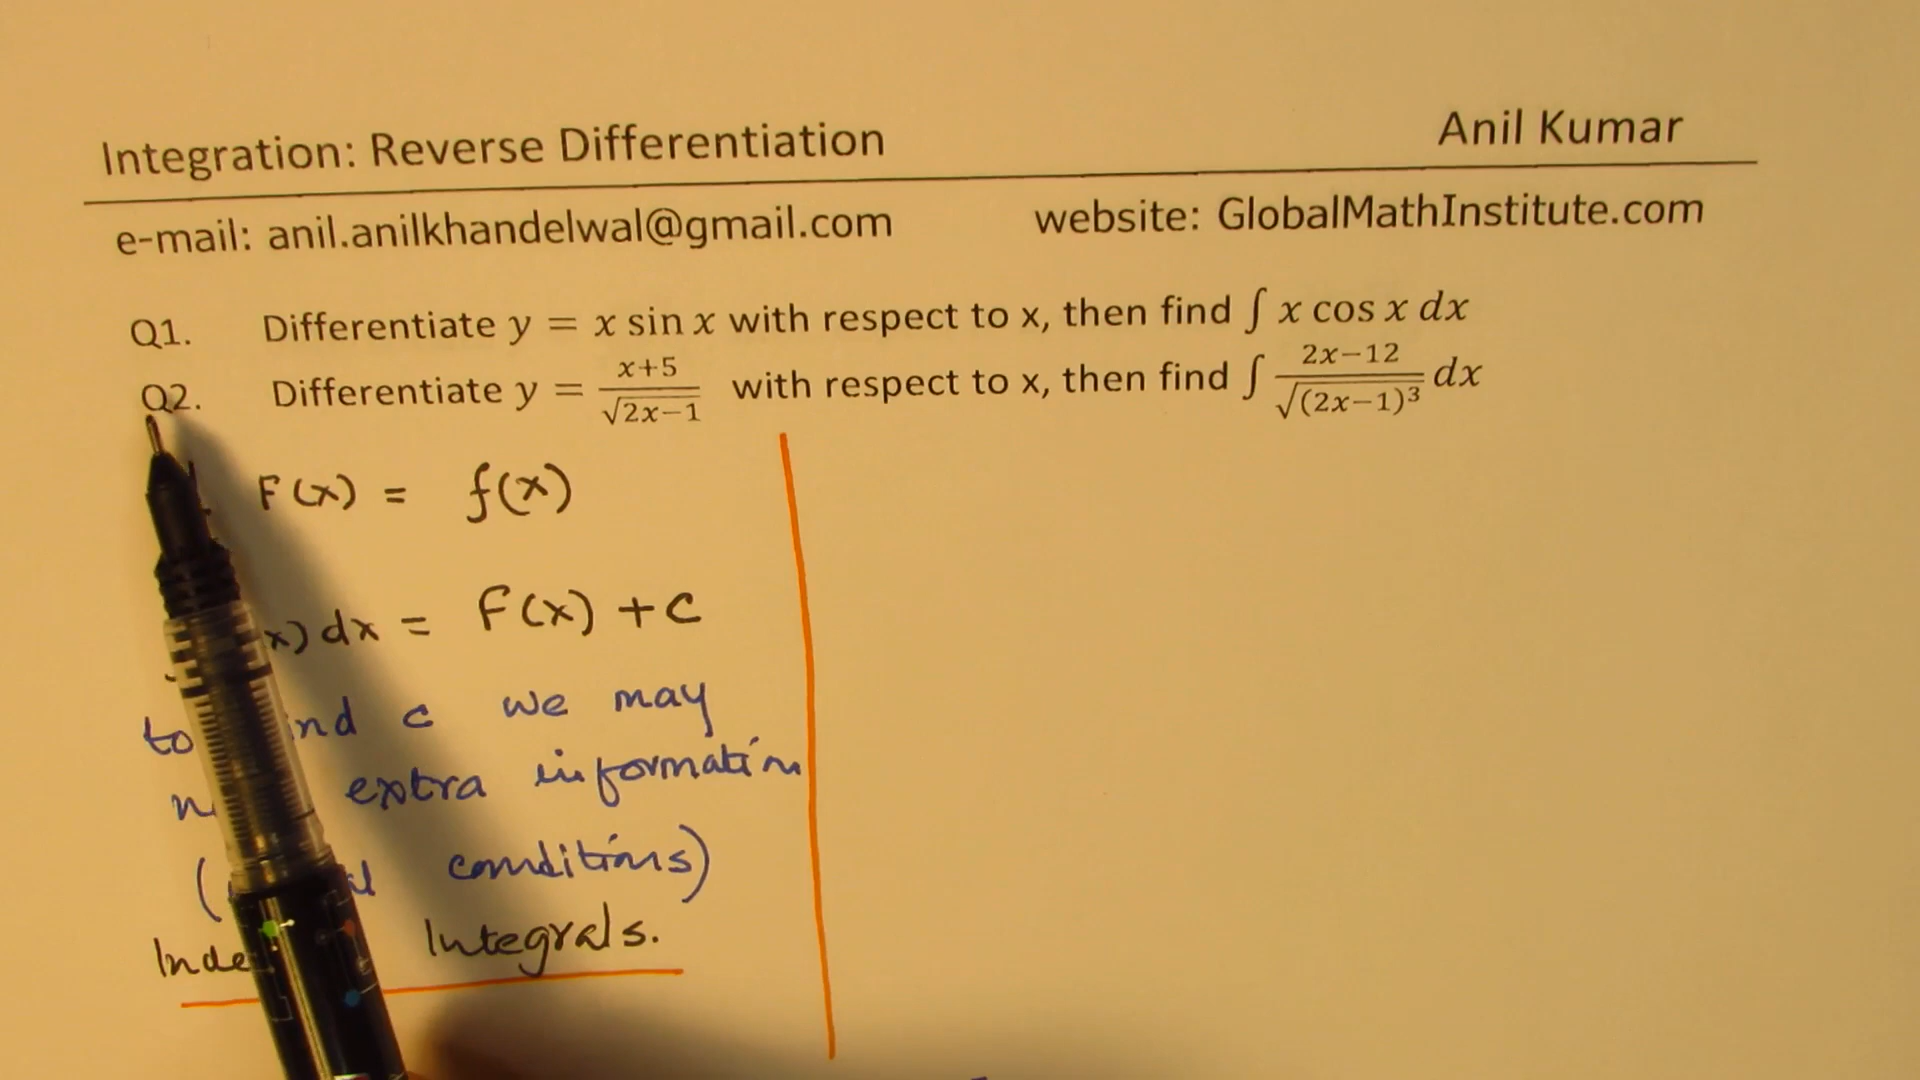 Integration: Reverse Differentiation Anil Kumar
e-mail: anil.anilkhandelwal@gmail.com website: GlobalMathInstitute.com
Q1. Differentiate y = x sin x with respect to x, then find ∫ x cos x dx
Q2. Differentiate y = (x+5)/√(2x−1) with respect to x, then find ∫ (2x−12)/√((2x−1)³) dx
F(x) = f(x)
x) dx = F(x) + c
to c we may
extra information
conditions)
Integrals.